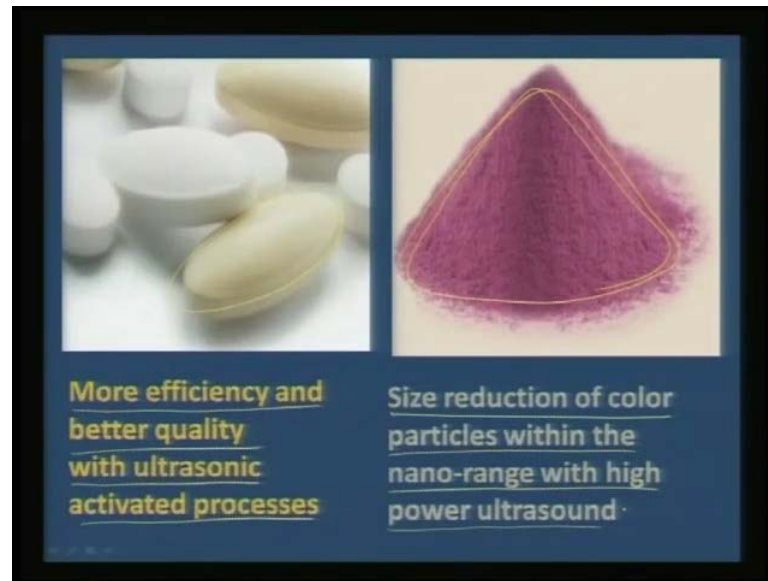 More efficiency and
better quality
with ultrasonic
activated processes
Size reduction of color
particles within the
nano-range with high
power ultrasound